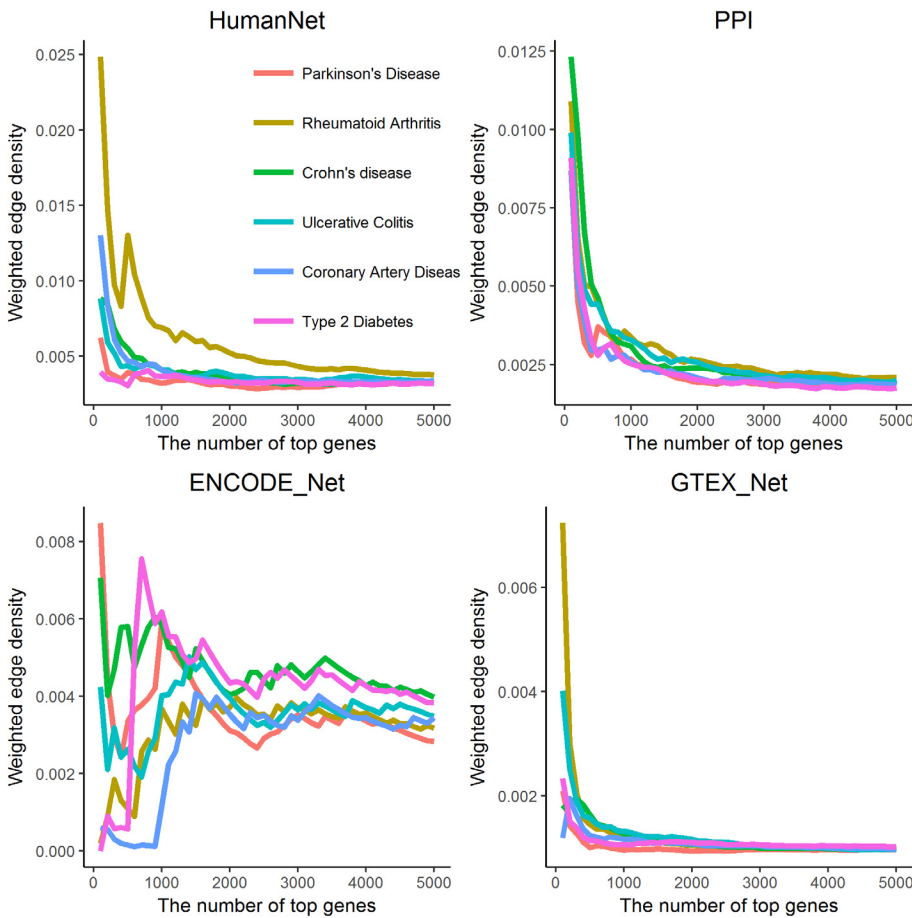 HumanNet
Weighted edge density
0.025
0.020
0.015
0.010
0.005
0 1000 2000 3000 4000 5000
The number of top genes
Parkinson's Disease
Rheumatoid Arthritis
Crohn's disease
Ulcerative Colitis
Coronary Artery Diseas
Type 2 Diabetes
PPI
Weighted edge density
0.0125
0.0100
0.0075
0.0050
0.0025
0 1000 2000 3000 4000 5000
The number of top genes
ENCODE_Net
Weighted edge density
0.008
0.006
0.004
0.002
0.000
0 1000 2000 3000 4000 5000
The number of top genes
GTEX_Net
Weighted edge density
0.006
0.004
0.002
0 1000 2000 3000 4000 5000
The number of top genes